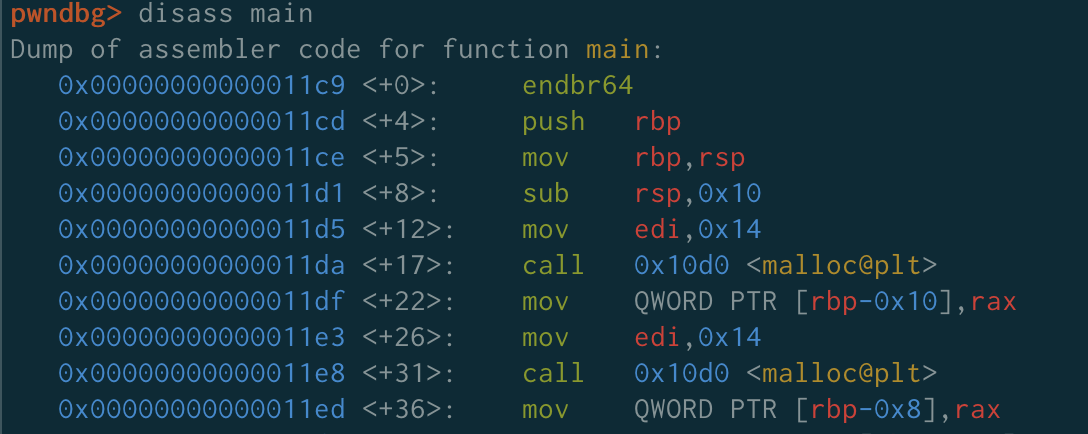 pwndbg> disass main
Dump of assembler code for function main:
0x00000000000011c9 <+0>: endbr64
0x00000000000011cd <+4>: push rbp
0x00000000000011ce <+5>: mov rbp,rsp
0x00000000000011d1 <+8>: sub rsp,0x10
0x00000000000011d5 <+12>: mov edi,0x14
0x00000000000011da <+17>: call 0x10d0 <malloc@plt>
0x00000000000011df <+22>: mov QWORD PTR [rbp-0x10],rax
0x00000000000011e3 <+26>: mov edi,0x14
0x00000000000011e8 <+31>: call 0x10d0 <malloc@plt>
0x00000000000011ed <+36>: mov QWORD PTR [rbp-0x8],rax